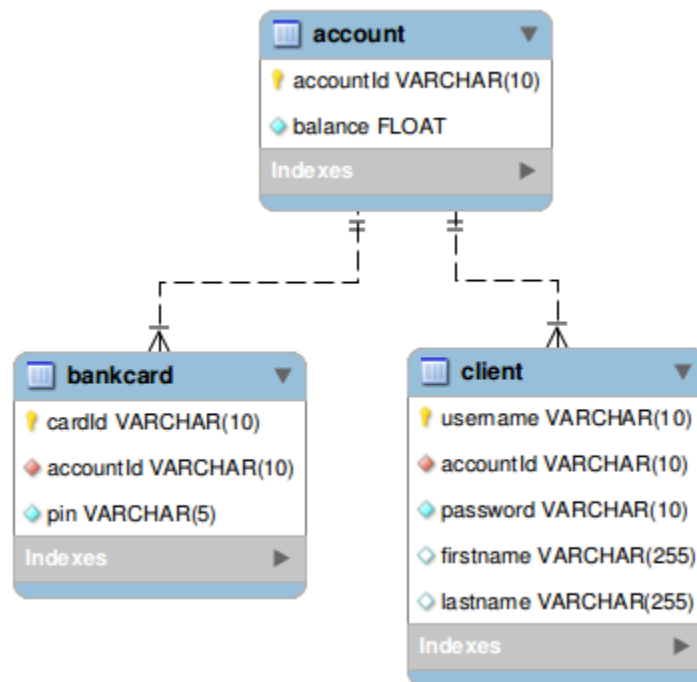 account
accountId VARCHAR(10)
balance FLOAT
Indexes
bankcard
cardId VARCHAR(10)
accountId VARCHAR(10)
pin VARCHAR(5)
Indexes
client
username VARCHAR(10)
accountId VARCHAR(10)
password VARCHAR(10)
firstname VARCHAR(255)
lastname VARCHAR(255)
Indexes